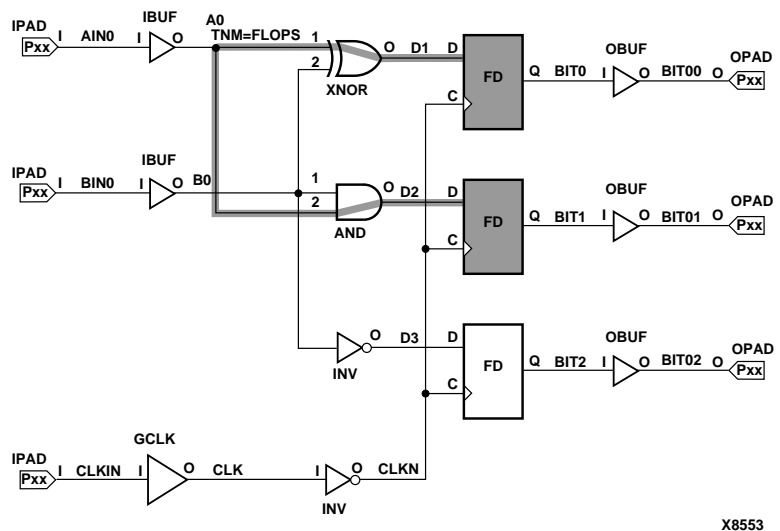 IBUF A0 OBUF
IPAD TNM=FLOPS OPAD
I AIN0 I O 1 O D1 D Q BIT0 I O BIT00 O
Pxx FD Pxx
2 XNOR C
IBUF OBUF
IPAD OPAD
I BIN0 I O B0 1 O D2 D Q BIT1 I O BIT01 O
Pxx 2 FD Pxx
AND C
OBUF
OPAD
O D3 D Q BIT2 I O BIT02 O
INV FD Pxx
C
GCLK
IPAD
I CLKIN I O CLK I O CLKN
Pxx
INV
X8553